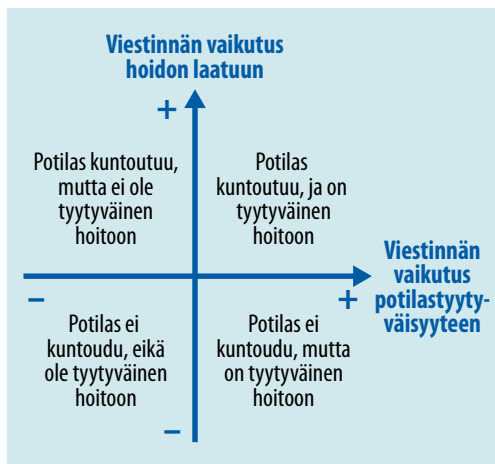 Viestinnän vaikutus
hoidon laatuun
+
Potilas kuntoutuu,
mutta ei ole
tyytyväinen
hoitoon
Potilas
kuntoutuu, ja on
tyytyväinen
hoitoon
Viestinnän
vaikutus
potilastyyty-
väisyyteen
–
+
Potilas ei
kuntoudu, eikä
ole tyytyväinen
hoitoon
Potilas ei
kuntoudu, mutta
on tyytyväinen
hoitoon
–